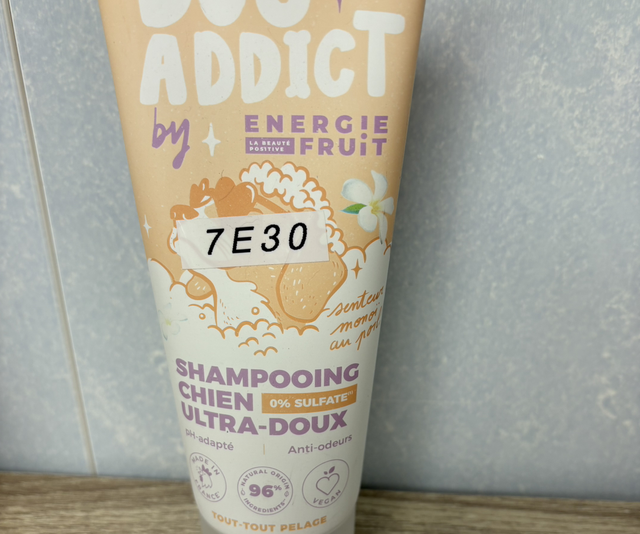 ADDICT
by
ENERGIE
LA BEAUTÉ
POSITIVE
FRUiT
7E30
senteur
monoï
au poil
SHAMPOOING
CHIEN
0% SULFATE
ULTRA-DOUX
pH-adapté | Anti-odeurs
MADE IN
FRANCE
NATURAL ORIGIN
96%
INGREDIENTS
VEGAN
TOUT-TOUT PELAGE